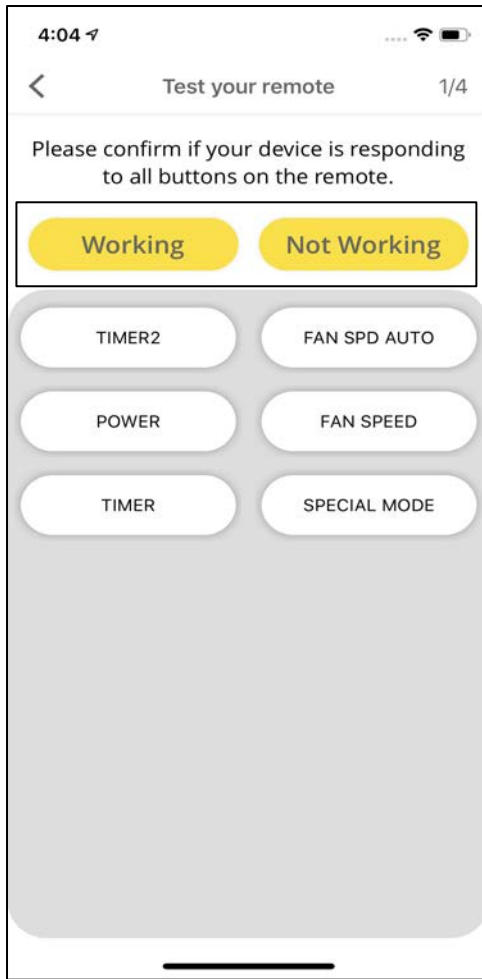 4:04
Test your remote 1/4
Please confirm if your device is responding
to all buttons on the remote.
Working Not Working
TIMER2 FAN SPD AUTO
POWER FAN SPEED
TIMER SPECIAL MODE